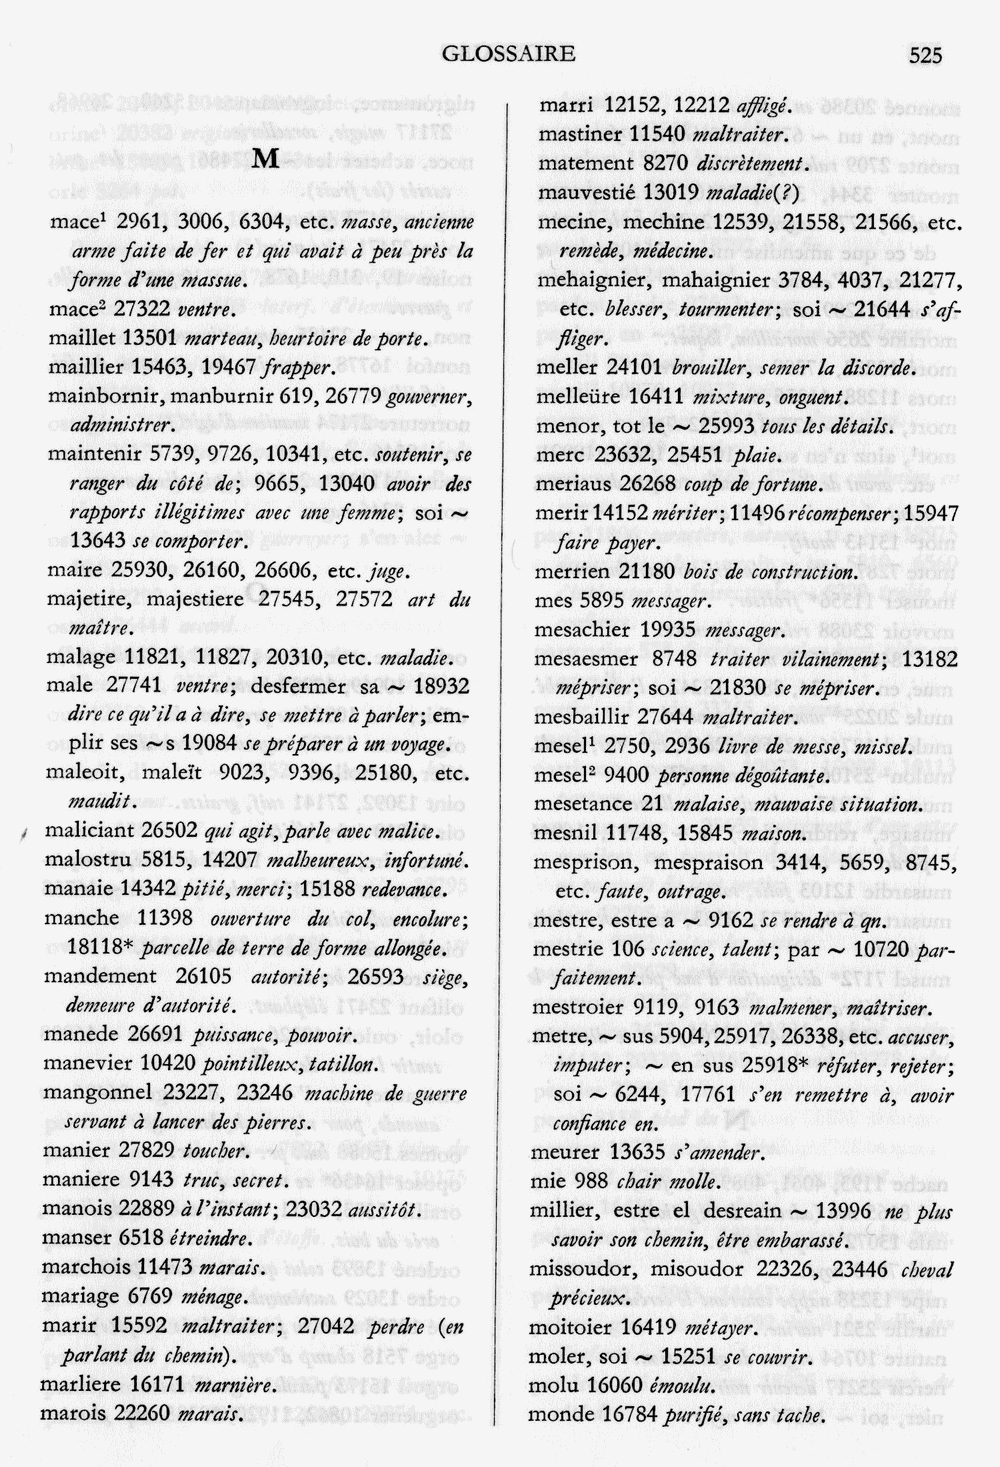 GLOSSAIRE 525
M
mace¹ 2961, 3006, 6304, etc. masse, ancienne
arme faite de fer et qui avait à peu près la
forme d'une massue.
mace² 27322 ventre.
maillet 13501 marteau, heurtoire de porte.
maillier 15463, 19467 frapper.
mainbornir, manburnir 619, 26779 gouverner,
administrer.
maintenir 5739, 9726, 10341, etc. soutenir, se
ranger du côté de; 9665, 13040 avoir des
rapports illégitimes avec une femme; soi ~
13643 se comporter.
maire 25930, 26160, 26606, etc. juge.
majetire, majestiere 27545, 27572 art du
maître.
malage 11821, 11827, 20310, etc. maladie.
male 27741 ventre; desfermer sa ~ 18932
dire ce qu'il a à dire, se mettre à parler; em-
plir ses ~s 19084 se préparer à un voyage.
maleoit, maleït 9023, 9396, 25180, etc.
maudit.
maliciant 26502 qui agit, parle avec malice.
malostru 5815, 14207 malheureux, infortuné.
manaie 14342 pitié, merci; 15188 redevance.
manche 11398 ouverture du col, encolure;
18118* parcelle de terre de forme allongée.
mandement 26105 autorité; 26593 siège,
demeure d'autorité.
manede 26691 puissance, pouvoir.
manevier 10420 pointilleux, tatillon.
mangonnel 23227, 23246 machine de guerre
servant à lancer des pierres.
manier 27829 toucher.
maniere 9143 truc, secret.
manois 22889 à l'instant; 23032 aussitôt.
manser 6518 étreindre.
marchois 11473 marais.
mariage 6769 ménage.
marir 15592 maltraiter; 27042 perdre (en
parlant du chemin).
marliere 16171 marnière.
marois 22260 marais.
marri 12152, 12212 affligé.
mastiner 11540 maltraiter.
matement 8270 discrètement.
mauvestié 13019 maladie(?)
mecine, mechine 12539, 21558, 21566, etc.
remède, médecine.
mehaignier, mahaignier 3784, 4037, 21277,
etc. blesser, tourmenter; soi ~ 21644 s'af-
fliger.
meller 24101 brouiller, semer la discorde.
melleüre 16411 mixture, onguent.
menor, tot le ~ 25993 tous les détails.
merc 23632, 25451 plaie.
meriaus 26268 coup de fortune.
merir 14152 mériter; 11496 récompenser; 15947
faire payer.
merrien 21180 bois de construction.
mes 5895 messager.
mesachier 19935 messager.
mesaesmer 8748 traiter vilainement; 13182
mépriser; soi ~ 21830 se mépriser.
mesbaillir 27644 maltraiter.
mesel¹ 2750, 2936 livre de messe, missel.
mesel² 9400 personne dégoûtante.
mesetance 21 malaise, mauvaise situation.
mesnil 11748, 15845 maison.
mesprison, mespraison 3414, 5659, 8745,
etc. faute, outrage.
mestre, estre a ~ 9162 se rendre à qn.
mestrie 106 science, talent; par ~ 10720 par-
faitement.
mestroier 9119, 9163 malmener, maîtriser.
metre, ~ sus 5904, 25917, 26338, etc. accuser,
imputer; ~ en sus 25918* réfuter, rejeter;
soi ~ 6244, 17761 s'en remettre à, avoir
confiance en.
meurer 13635 s'amender.
mie 988 chair molle.
millier, estre el desreain ~ 13996 ne plus
savoir son chemin, être embarassé.
missoudor, misoudor 22326, 23446 cheval
précieux.
moitoier 16419 métayer.
moler, soi ~ 15251 se couvrir.
molu 16060 émoulu.
monde 16784 purifié, sans tache.